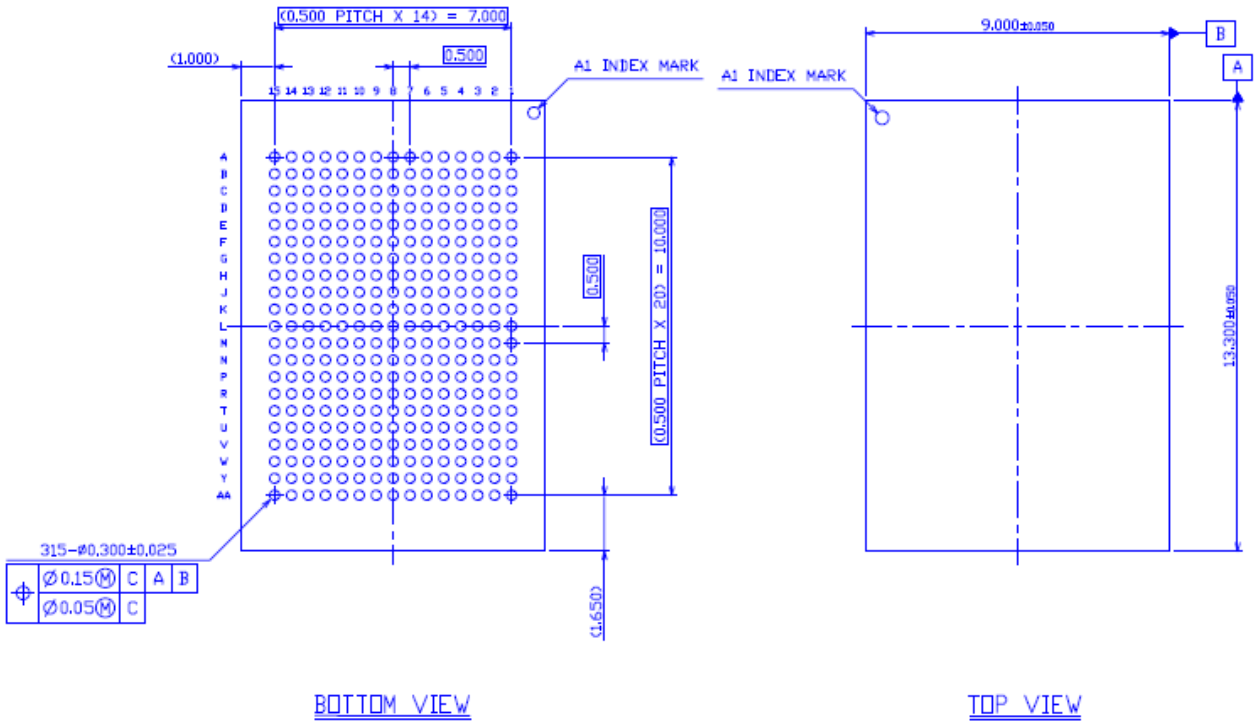 (0.500 PITCH X 14) = 7.000
(1.000)
0.500
A1 INDEX MARK
15 14 13 12 11 10 9 8 7 6 5 4 3 2 1
A
B
C
D
E
F
G
H
J
K
L
M
N
P
R
T
U
V
W
Y
AA
0.500
(0.500 PITCH X 20) = 10.000
(1.650)
315-Ø0.300±0.025
Ø0.15Ⓜ C A B
Ø0.05Ⓜ C
BOTTOM VIEW
9.000±0.050
B
A
A1 INDEX MARK
13.300±0.050
TOP VIEW